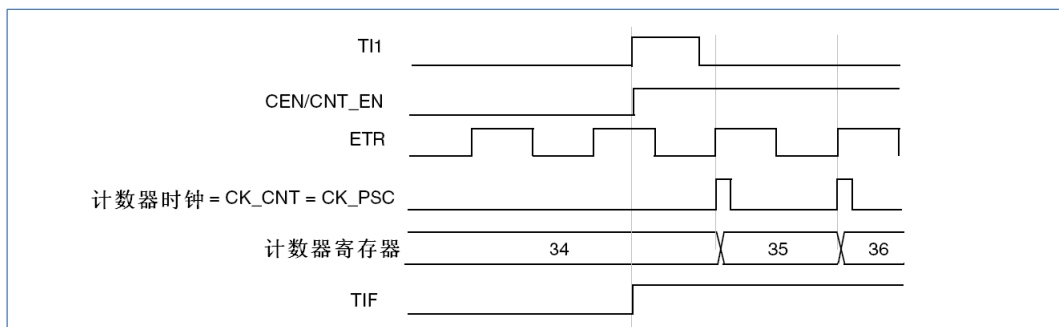 TI1
CEN/CNT_EN
ETR
计数器时钟 = CK_CNT = CK_PSC
计数器寄存器 34 35 36
TIF